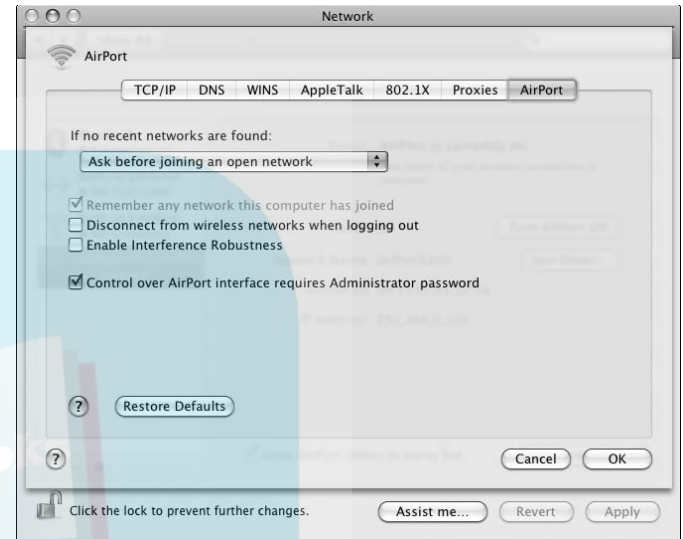 Network
AirPort
TCP/IP DNS WINS AppleTalk 802.1X Proxies AirPort
If no recent networks are found:
Ask before joining an open network
Remember any network this computer has joined
Disconnect from wireless networks when logging out
Enable Interference Robustness
Control over AirPort interface requires Administrator password
? Restore Defaults
? Cancel OK
Click the lock to prevent further changes. Assist me... Revert Apply